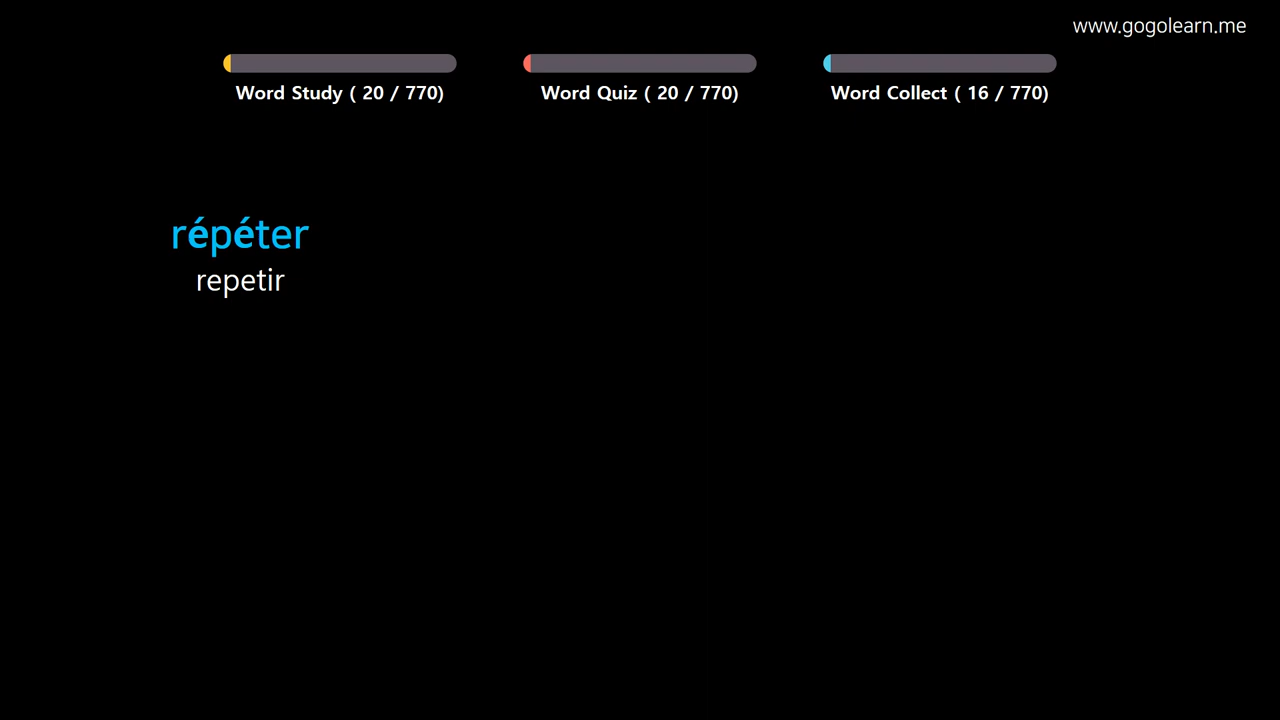 www.gogolearn.me
Word Study ( 20 / 770)
Word Quiz ( 20 / 770)
Word Collect ( 16 / 770)
répéter
repetir